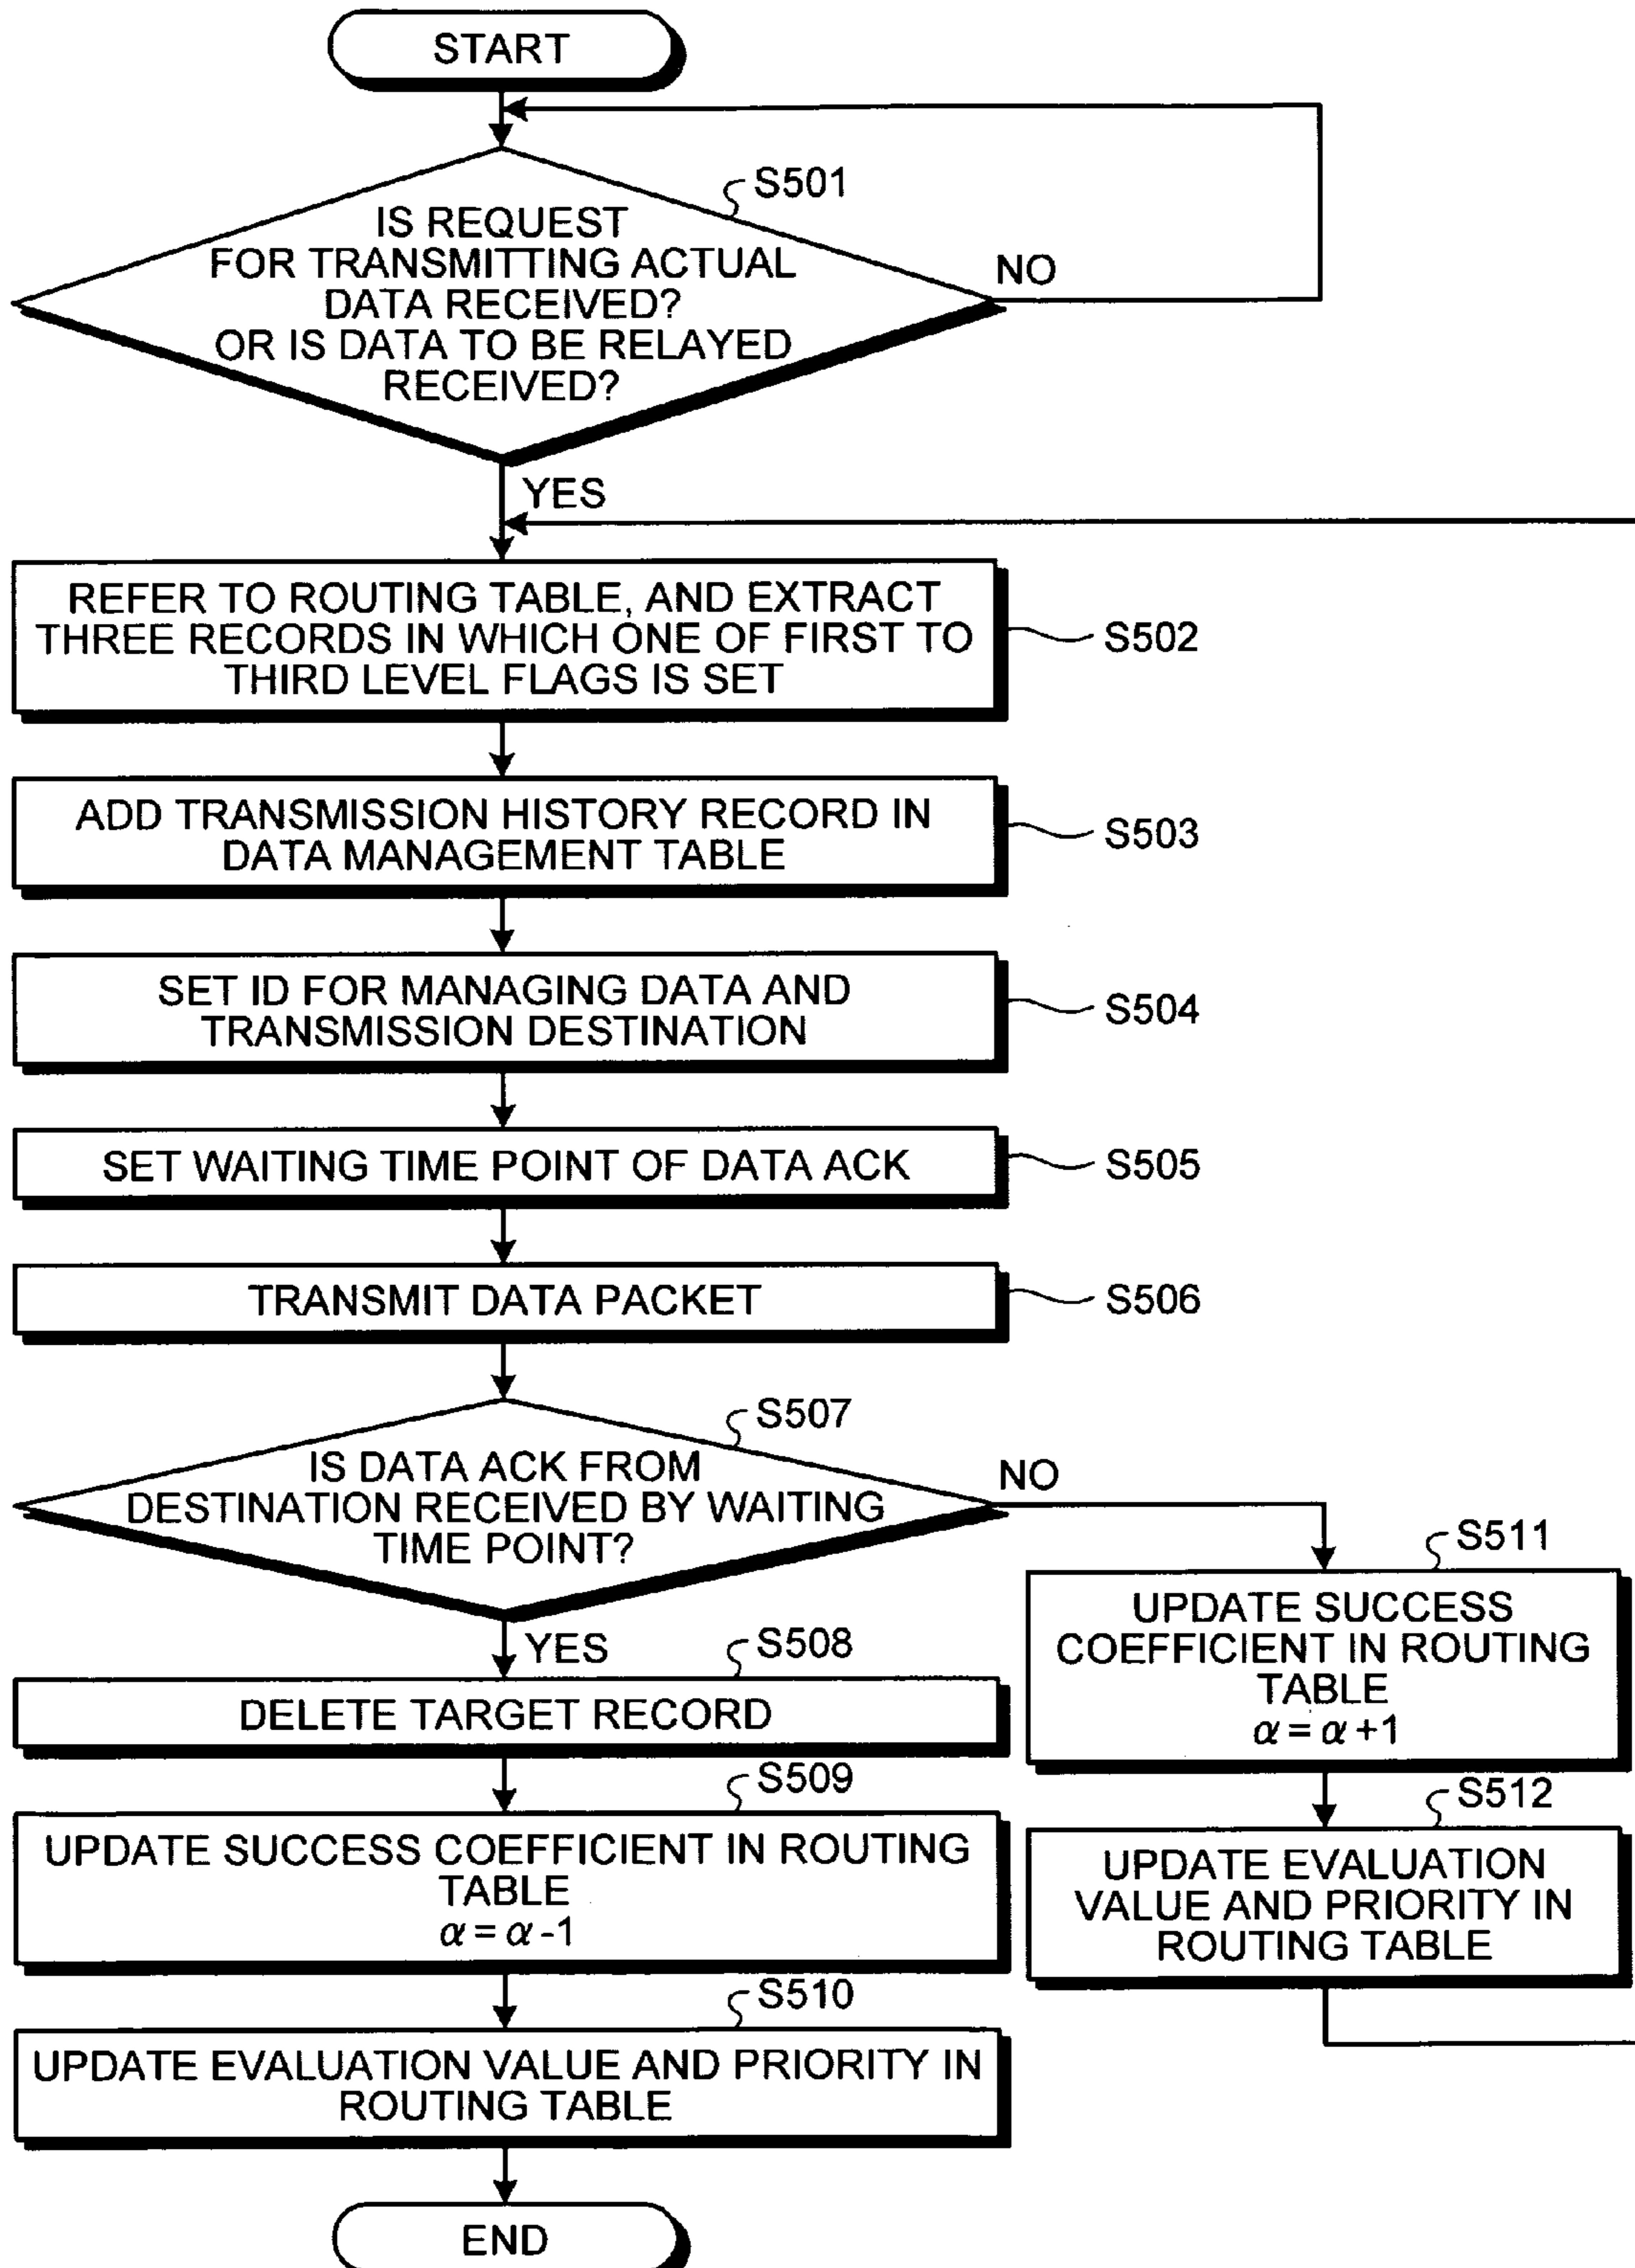 START
S501
IS REQUEST
FOR TRANSMITTING ACTUAL
DATA RECEIVED?
OR IS DATA TO BE RELAYED
RECEIVED?
NO
YES
REFER TO ROUTING TABLE, AND EXTRACT
THREE RECORDS IN WHICH ONE OF FIRST TO
THIRD LEVEL FLAGS IS SET
S502
ADD TRANSMISSION HISTORY RECORD IN
DATA MANAGEMENT TABLE
S503
SET ID FOR MANAGING DATA AND
TRANSMISSION DESTINATION
S504
SET WAITING TIME POINT OF DATA ACK
S505
TRANSMIT DATA PACKET
S506
S507
IS DATA ACK FROM
DESTINATION RECEIVED BY WAITING
TIME POINT?
NO
YES
S508
DELETE TARGET RECORD
S509
UPDATE SUCCESS COEFFICIENT IN ROUTING
TABLE
α = α -1
S510
UPDATE EVALUATION VALUE AND PRIORITY IN
ROUTING TABLE
END
S511
UPDATE SUCCESS
COEFFICIENT IN ROUTING
TABLE
α = α +1
S512
UPDATE EVALUATION
VALUE AND PRIORITY IN
ROUTING TABLE